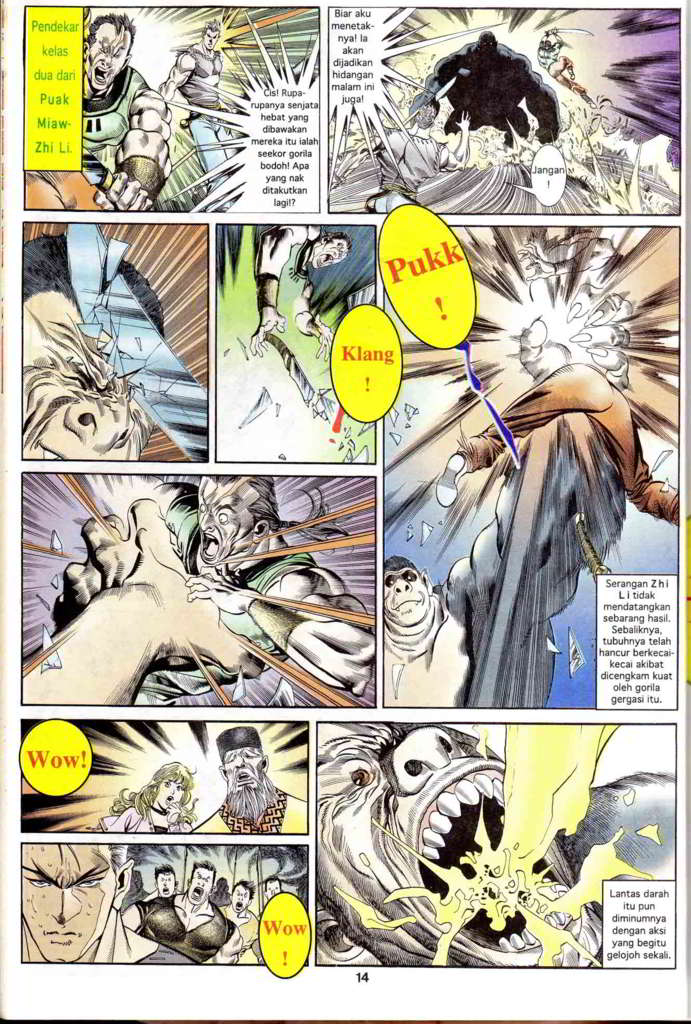 Pendekar
kelas
dua dari
Puak
Miaw-
Zhi Li.
Cis! Rupa-
rupanya senjata
hebat yang
dibawakan
mereka itu ialah
seekor gorila
bodoh! Apa
yang nak
ditakutkan
lagi!?
Biar aku
menetak-
nya! Ia
akan
dijadikan
hidangan
malam ini
juga!
Jangan
!
Klang
!
Pukk
!
Serangan Zhi
Li tidak
mendatangkan
sebarang hasil.
Sebaliknya,
tubuhnya telah
hancur berkecai-
kecai akibat
dicengkam kuat
oleh gorila
gergasi itu.
Wow!
Wow
!
Lantas darah
itu pun
diminumnya
dengan aksi
yang begitu
gelojoh sekali.
14